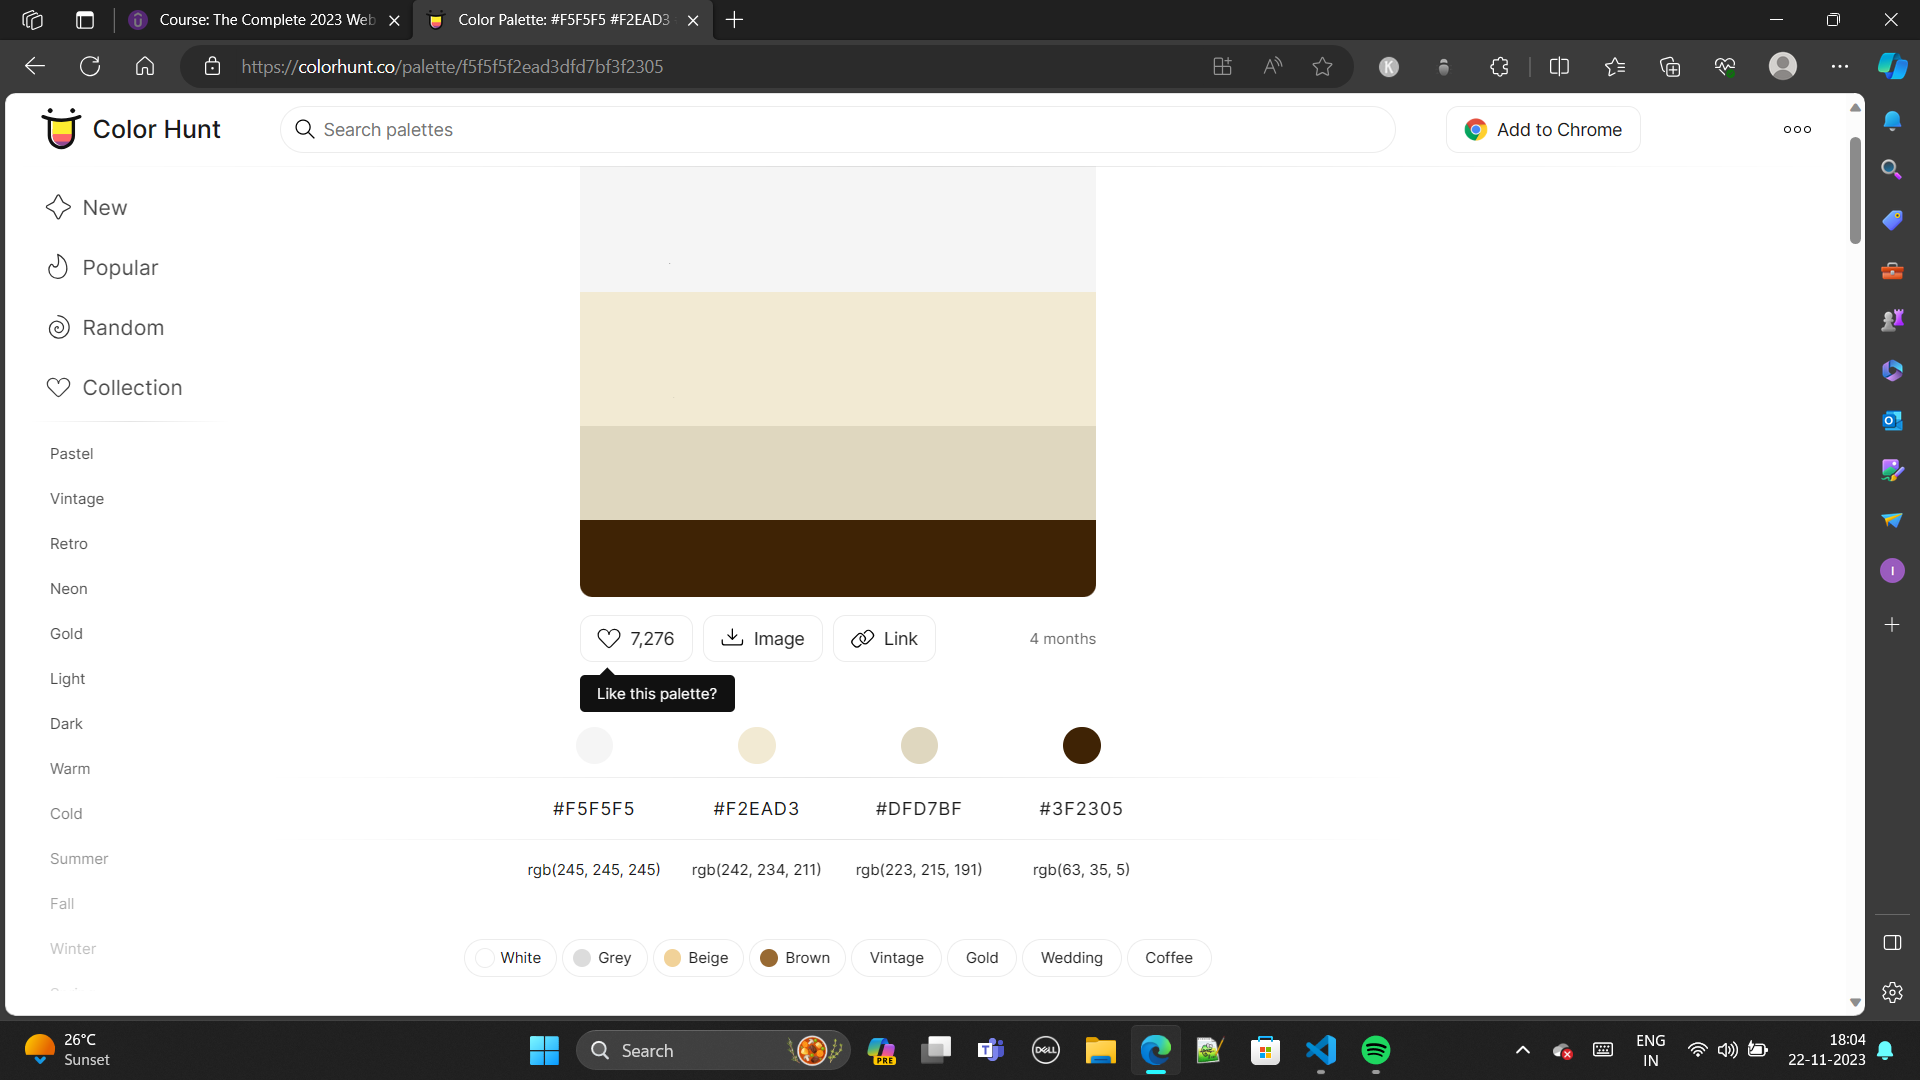 Course: The Complete 2023 Web
Color Palette: #F5F5F5 #F2EAD3
https://colorhunt.co/palette/f5f5f5f2ead3dfd7bf3f2305
Color Hunt
Search palettes
Add to Chrome
New
Popular
Random
Collection
Pastel
Vintage
Retro
Neon
Gold
Light
Dark
Warm
Cold
Summer
Fall
Winter
7,276
Image
Link
4 months
Like this palette?
#F5F5F5 #F2EAD3 #DFD7BF #3F2305
rgb(245, 245, 245) rgb(242, 234, 211) rgb(223, 215, 191) rgb(63, 35, 5)
White Grey Beige Brown Vintage Gold Wedding Coffee
26°C
Sunset
Search
PRE
DELL
ENG
IN
18:04
22-11-2023